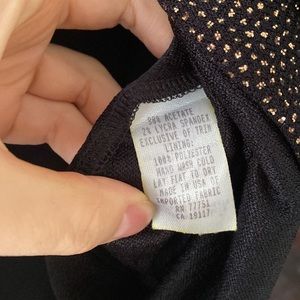 98% ACETATE
2% LYCRA SPANDEX
EXCLUSIVE OF TRIM
LINING:
100% POLYESTER
HAND WASH COLD
LAY FLAT TO DRY
MADE IN USA OF
IMPORTED FABRIC
RN 77751
CA 19117